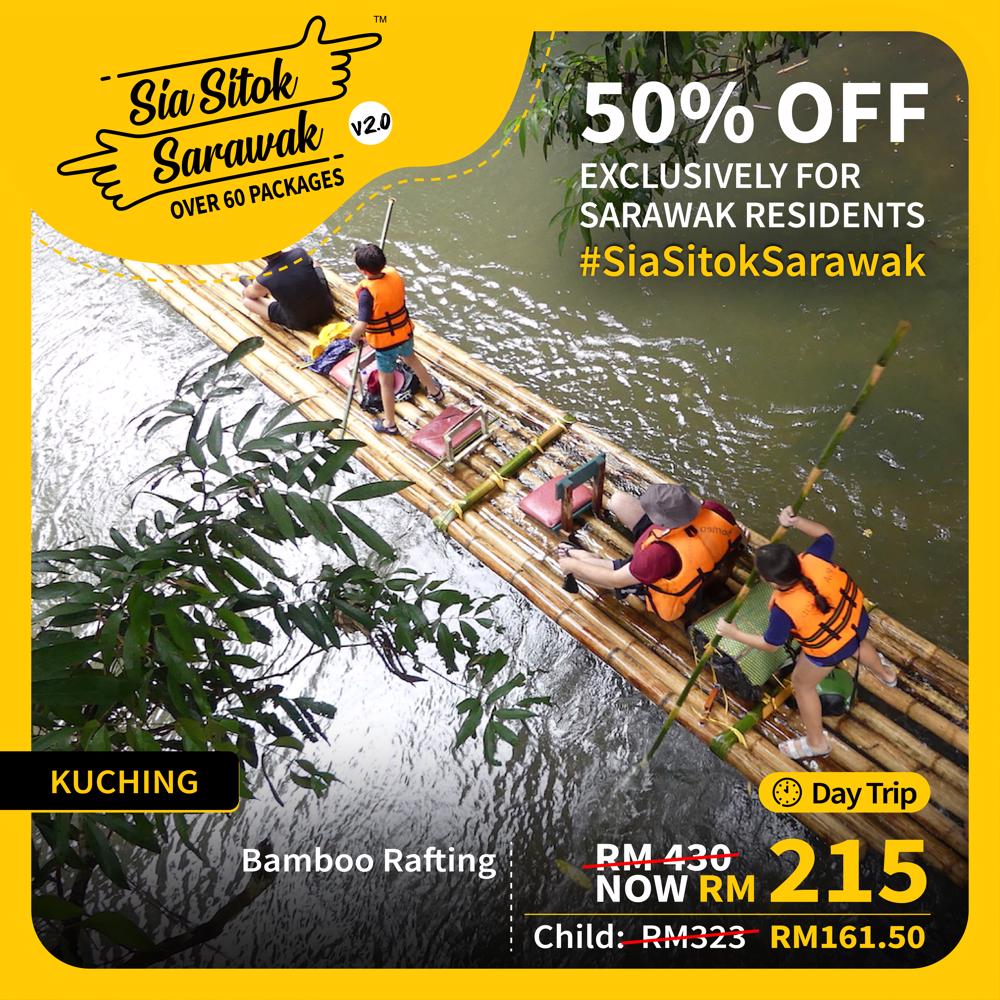 Sia Sitok
Sarawak
TM
V2.0
OVER 60 PACKAGES
50% OFF
EXCLUSIVELY FOR
SARAWAK RESIDENTS
#SiaSitokSarawak
KUCHING
Day Trip
Bamboo Rafting
RM 430
NOW RM 215
Child: RM323 RM161.50